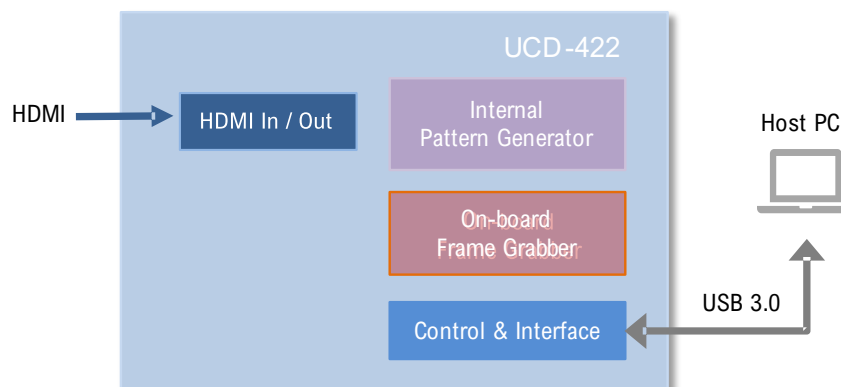 UCD-422
HDMI
HDMI In / Out
Internal
Pattern Generator
Host PC
On-board
Frame Grabber
USB 3.0
Control & Interface